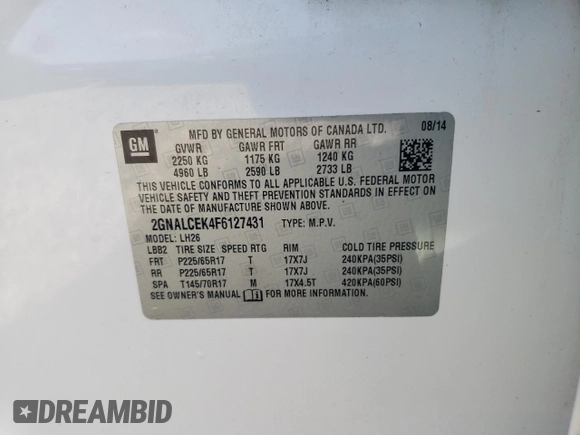 GM
MFD BY GENERAL MOTORS OF CANADA LTD. 08/14
GVWR GAWR FRT GAWR RR
2250 KG 1175 KG 1240 KG
4960 LB 2590 LB 2733 LB
THIS VEHICLE CONFORMS TO ALL APPLICABLE U.S. FEDERAL MOTOR
VEHICLE SAFETY AND THEFT PREVENTION STANDARDS IN EFFECT ON
THE DATE OF MANUFACTURE SHOWN ABOVE.
2GNALCEK4F6127431 TYPE: M.P.V.
MODEL: LH26
LBB2 TIRE SIZE SPEED RTG RIM COLD TIRE PRESSURE
FRT P225/65R17 T 17X7J 240KPA(35PSI)
RR P225/65R17 T 17X7J 240KPA(35PSI)
SPA T145/70R17 M 17X4.5T 420KPA(60PSI)
SEE OWNER'S MANUAL FOR MORE INFORMATION
DREAMBID